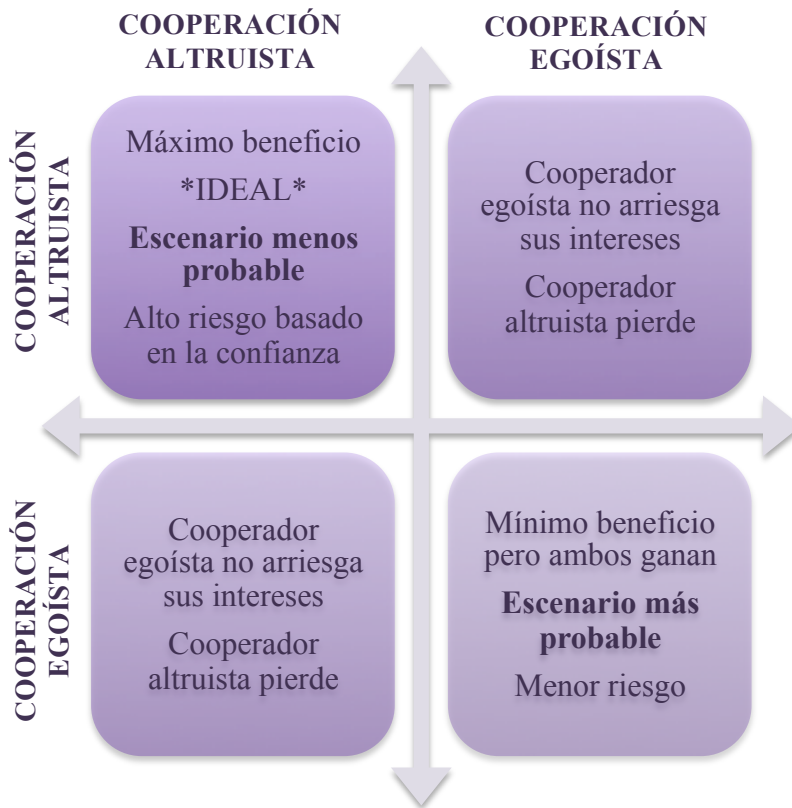 COOPERACIÓN
ALTRUISTA
COOPERACIÓN
EGOÍSTA
COOPERACIÓN
ALTRUISTA
Máximo beneficio
*IDEAL*
Escenario menos
probable
Alto riesgo basado
en la confianza
Cooperador
egoísta no arriesga
sus intereses
Cooperador
altruista pierde
COOPERACIÓN
EGOÍSTA
Cooperador
egoísta no arriesga
sus intereses
Cooperador
altruista pierde
Mínimo beneficio
pero ambos ganan
Escenario más
probable
Menor riesgo